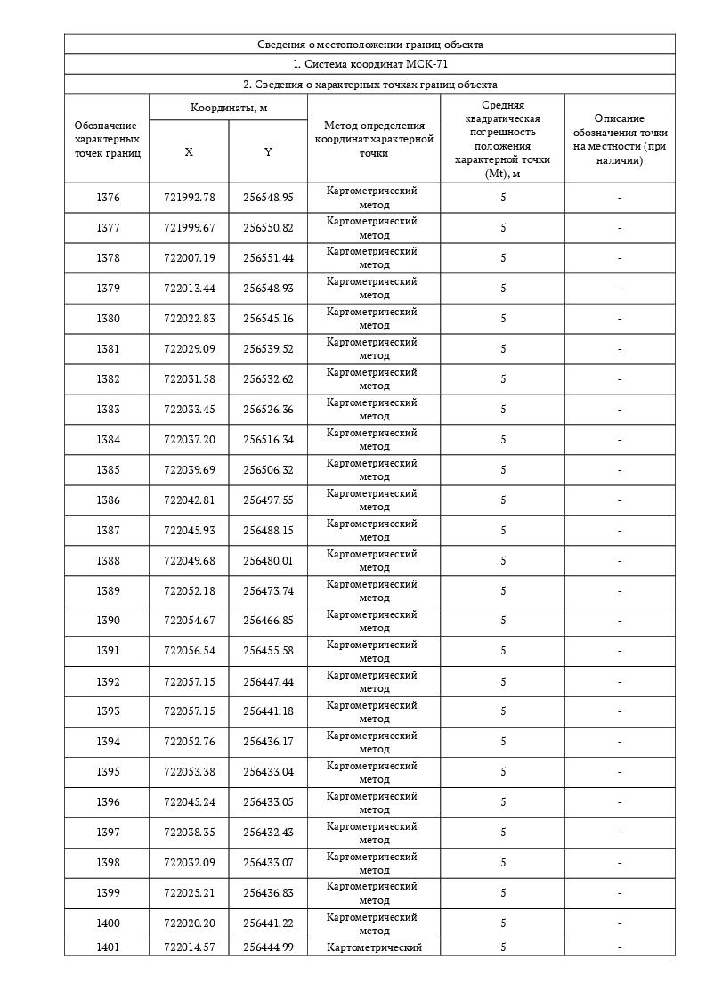 Сведения о местоположении границ объекта
1. Система координат МСК-71
2. Сведения о характерных точках границ объекта
Обозначение характерных точек границ
Координаты, м
X
Y
Метод определения координат характерной точки
Средняя квадратическая погрешность положения характерной точки (Mt), м
Описание обозначения точки на местности (при наличии)
1376 721992.78 256548.95 Картометрический метод 5 -
1377 721999.67 256550.82 Картометрический метод 5 -
1378 722007.19 256551.44 Картометрический метод 5 -
1379 722013.44 256548.93 Картометрический метод 5 -
1380 722022.83 256545.16 Картометрический метод 5 -
1381 722029.09 256539.52 Картометрический метод 5 -
1382 722031.58 256532.62 Картометрический метод 5 -
1383 722033.45 256526.36 Картометрический метод 5 -
1384 722037.20 256516.34 Картометрический метод 5 -
1385 722039.69 256506.32 Картометрический метод 5 -
1386 722042.81 256497.55 Картометрический метод 5 -
1387 722045.93 256488.15 Картометрический метод 5 -
1388 722049.68 256480.01 Картометрический метод 5 -
1389 722052.18 256473.74 Картометрический метод 5 -
1390 722054.67 256466.85 Картометрический метод 5 -
1391 722056.54 256455.58 Картометрический метод 5 -
1392 722057.15 256447.44 Картометрический метод 5 -
1393 722057.15 256441.18 Картометрический метод 5 -
1394 722052.76 256436.17 Картометрический метод 5 -
1395 722053.38 256433.04 Картометрический метод 5 -
1396 722045.24 256433.05 Картометрический метод 5 -
1397 722038.35 256432.43 Картометрический метод 5 -
1398 722032.09 256433.07 Картометрический метод 5 -
1399 722025.21 256436.83 Картометрический метод 5 -
1400 722020.20 256441.22 Картометрический метод 5 -
1401 722014.57 256444.99 Картометрический 5 -